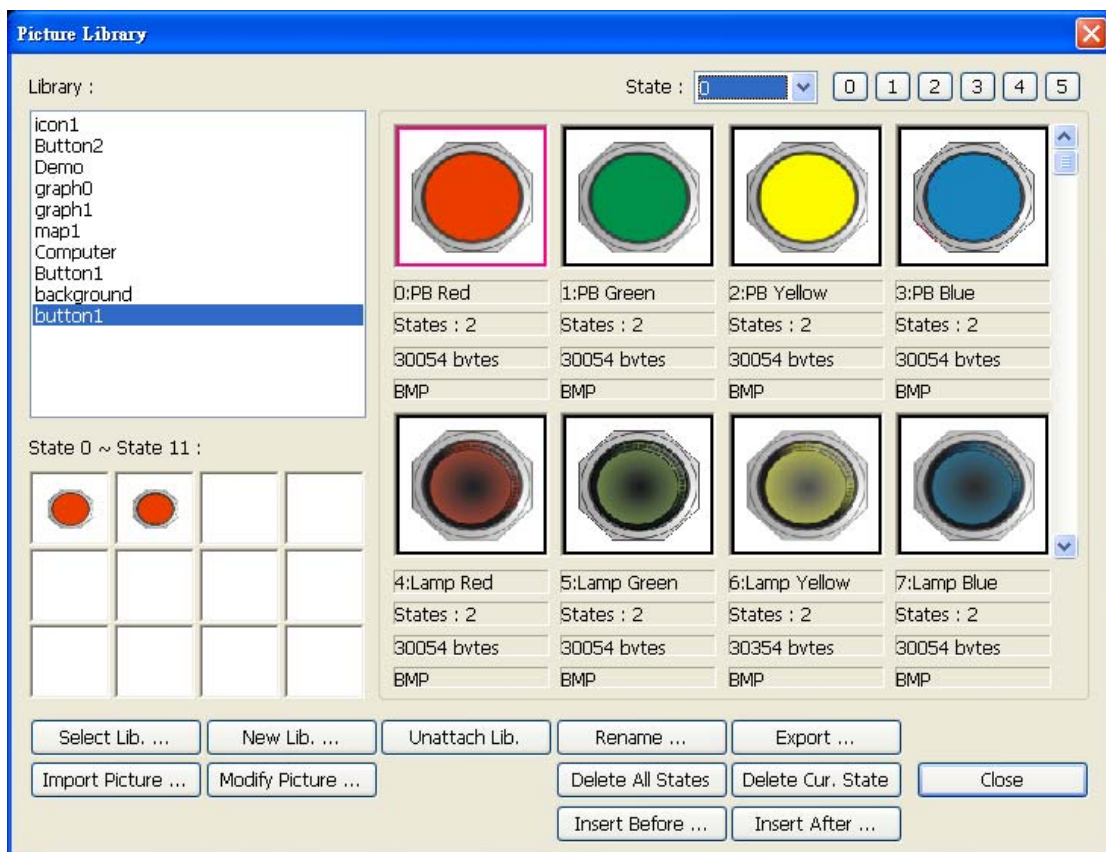 Picture Library
Library :
State : 0 0 1 2 3 4 5
icon1
Button2
Demo
graph0
graph1
map1
Computer
Button1
background
button1
0:PB Red 1:PB Green 2:PB Yellow 3:PB Blue
States : 2 States : 2 States : 2 States : 2
30054 bytes 30054 bytes 30054 bytes 30054 bytes
BMP BMP BMP BMP
State 0 ~ State 11 :
4:Lamp Red 5:Lamp Green 6:Lamp Yellow 7:Lamp Blue
States : 2 States : 2 States : 2 States : 2
30054 bytes 30054 bytes 30354 bytes 30054 bytes
BMP BMP BMP BMP
Select Lib. ... New Lib. ... Unattach Lib. Rename ... Export ...
Import Picture ... Modify Picture ... Delete All States Delete Cur. State Close
Insert Before ... Insert After ...